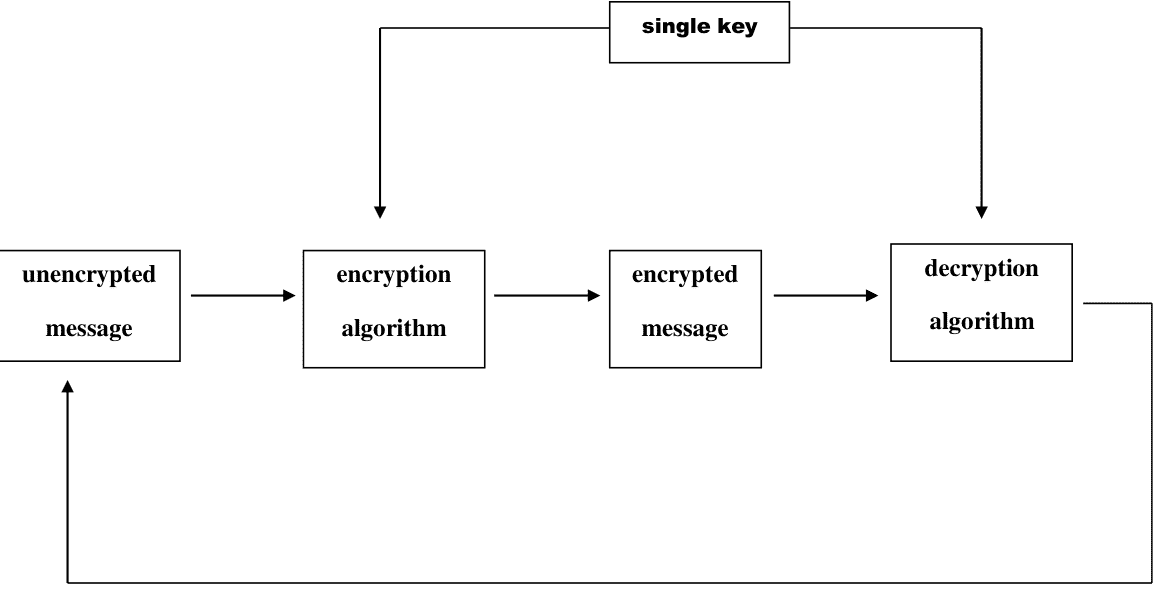 single key
unencrypted
message
encryption
algorithm
encrypted
message
decryption
algorithm